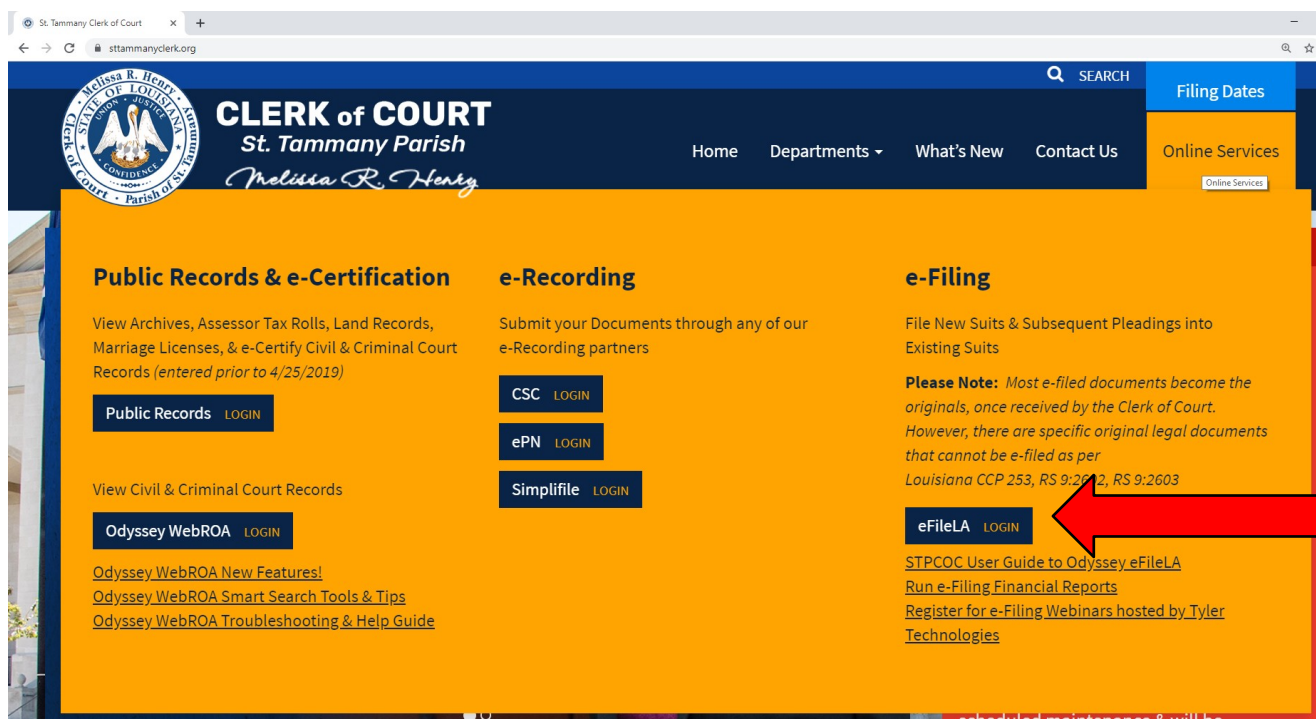 St. Tammany Clerk of Court
sttammanyclerk.org
SEARCH
Filing Dates
Melissa R. Henry
STATE OF LOUISIANA
UNION · JUSTICE
CONFIDENCE
Clerk of Court · Parish of St. Tammany
CLERK of COURT
St. Tammany Parish
Melissa R. Henry
Home Departments What's New Contact Us Online Services
Online Services
Public Records & e-Certification
View Archives, Assessor Tax Rolls, Land Records,
Marriage Licenses, & e-Certify Civil & Criminal Court
Records (entered prior to 4/25/2019)
Public Records LOGIN
View Civil & Criminal Court Records
Odyssey WebROA LOGIN
Odyssey WebROA New Features!
Odyssey WebROA Smart Search Tools & Tips
Odyssey WebROA Troubleshooting & Help Guide
e-Recording
Submit your Documents through any of our
e-Recording partners
CSC LOGIN
ePN LOGIN
Simplifile LOGIN
e-Filing
File New Suits & Subsequent Pleadings into
Existing Suits
Please Note: Most e-filed documents become the
originals, once received by the Clerk of Court.
However, there are specific original legal documents
that cannot be e-filed as per
Louisiana CCP 253, RS 9:2602, RS 9:2603
eFileLA LOGIN
STPCOC User Guide to Odyssey eFileLA
Run e-Filing Financial Reports
Register for e-Filing Webinars hosted by Tyler
Technologies
scheduled maintenance & will be